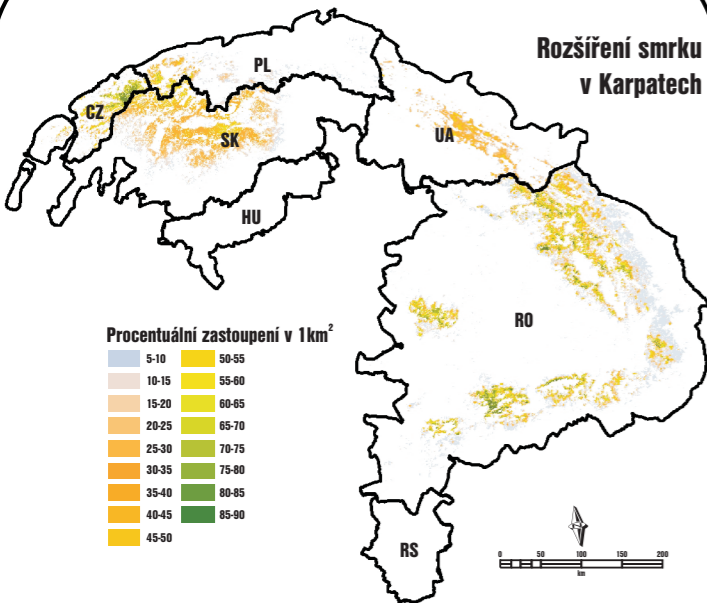 Rozšíření smrku
v Karpatech
PL
CZ
SK
UA
HU
RO
RS
Procentuální zastoupení v 1km²
5-10
10-15
15-20
20-25
25-30
30-35
35-40
40-45
45-50
50-55
55-60
60-65
65-70
70-75
75-80
80-85
85-90
0 50 100 150 200
km